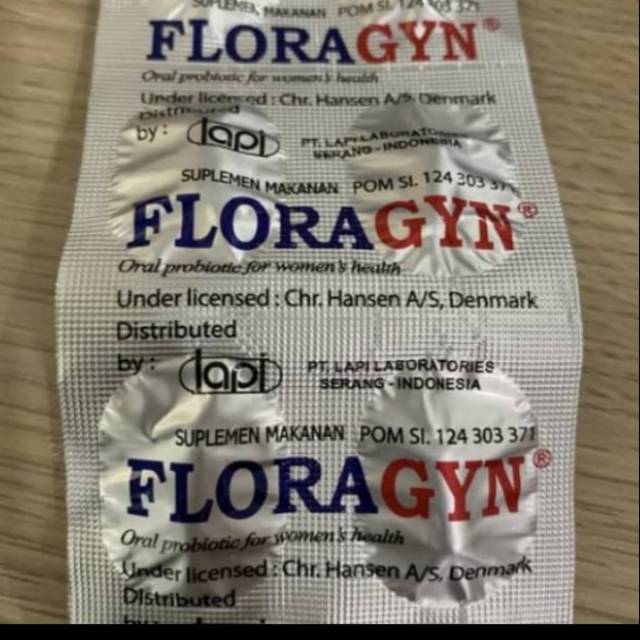 SUPLEMEN MAKANAN POM SI. 124 303 371
FLORAGYN®
Oral probiotic for women's health
Under licensed : Chr. Hansen A/S, Denmark
Distributed
by : lapi PT. LAPI LABORATORIES
SERANG - INDONESIA
SUPLEMEN MAKANAN POM SI. 124 303 371
FLORAGYN®
Oral probiotic for women's health
Under licensed : Chr. Hansen A/S, Denmark
Distributed
by : lapi PT. LAPI LABORATORIES
SERANG - INDONESIA
SUPLEMEN MAKANAN POM SI. 124 303 371
FLORAGYN®
Oral probiotic for women's health
Under licensed : Chr. Hansen A/S, Denmark
Distributed